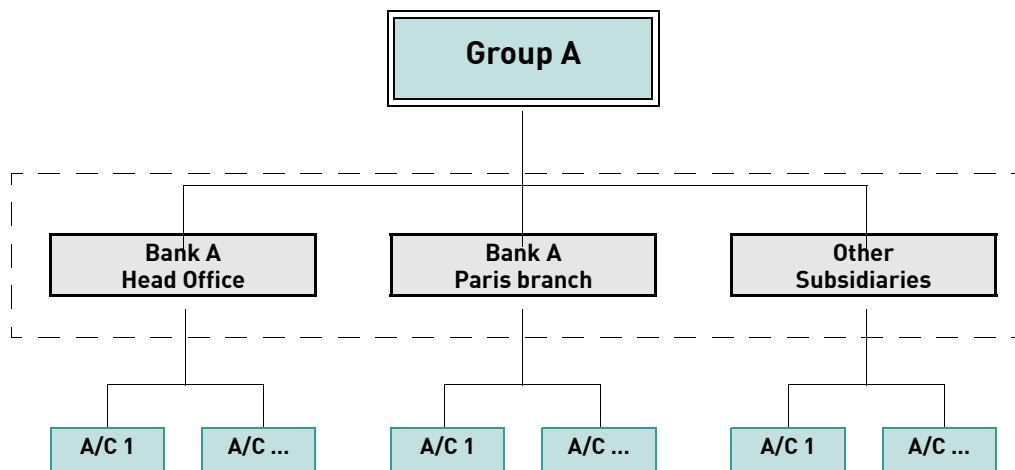 Group A
Bank A
Head Office
Bank A
Paris branch
Other
Subsidiaries
A/C 1
A/C ...
A/C 1
A/C ...
A/C 1
A/C ...